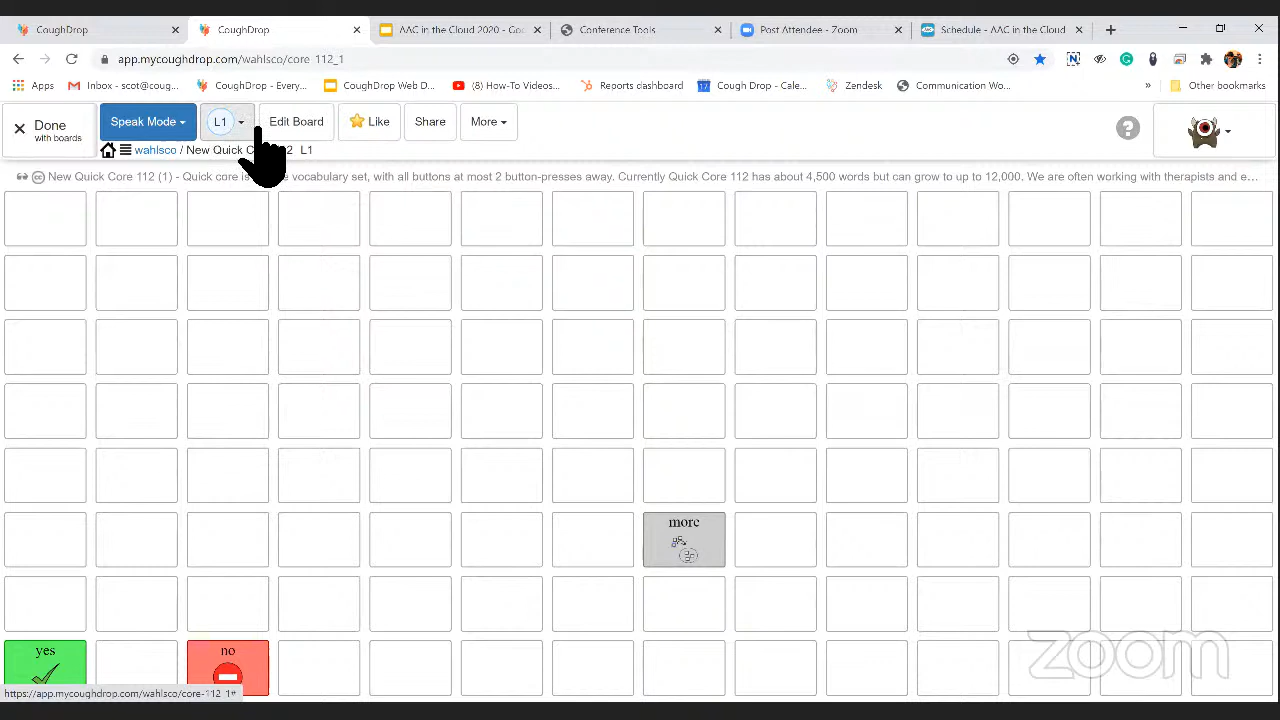 CoughDrop
CoughDrop
AAC in the Cloud 2020 - Cou
Conference Tools
Post Attendee - Zoom
Schedule - AAC in the Cloud
app.mycoughdrop.com/wahlsco/core-112_1
Apps
Inbox - scot@coug...
CoughDrop - Every...
CoughDrop Web D...
(8) Home - YouTube
Reports dashboard
17
Cough Drop - Cale...
Zendesk
Communication Wo...
»
Other bookmarks
Done
with boards
Speak Mode
L1
Edit Board
Like
Share
More
?
wahlsco / New Quick C
2 L1
New Quick Core 112 (1) - Quick core is
vocabulary set, with all buttons at most 2 button-presses away. Currently Quick Core 112 has about 4,500 words but can grow to up to 12,000. We are often working with therapists and e...
more
yes
no
https://app.mycoughdrop.com/wahlsco/core-112_1#
zoom